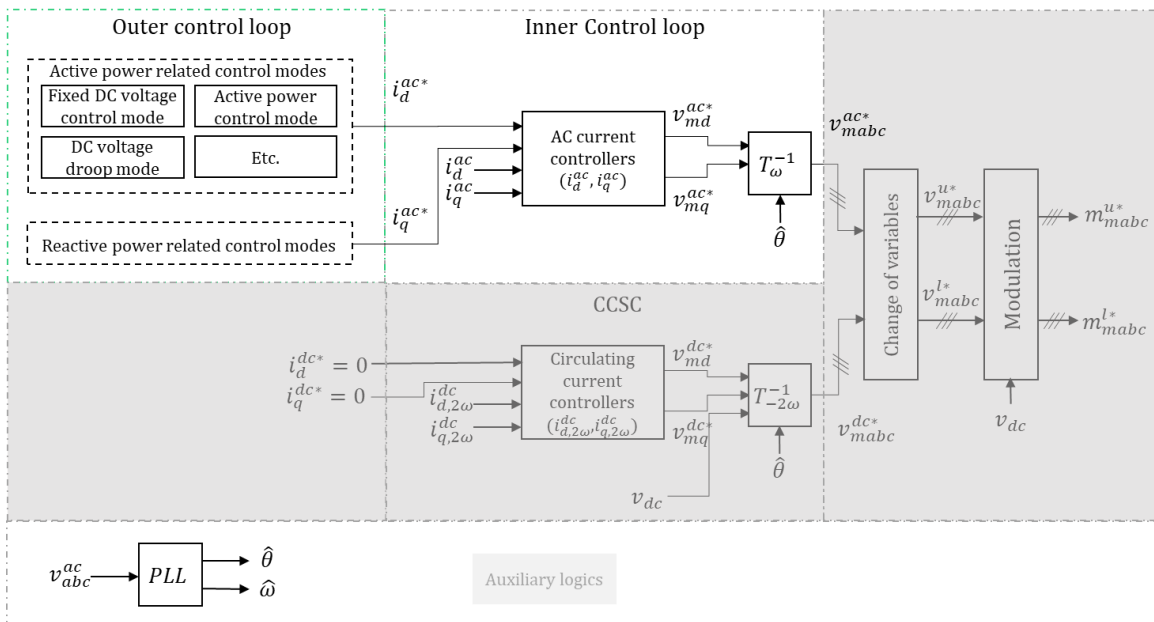 Outer control loop
Active power related control modes
Fixed DC voltage
control mode
Active power
control mode
DC voltage
droop mode
Etc.
Reactive power related control modes
i_d^{ac*}
i_q^{ac*}
Inner Control loop
i_d^{ac}
i_q^{ac}
AC current
controllers
(i_d^{ac}, i_q^{ac})
v_{md}^{ac*}
v_{mq}^{ac*}
T_ω^{-1}
θ̂
v_{mabc}^{ac*}
CCSC
i_d^{dc*} = 0
i_q^{dc*} = 0
i_{d,2ω}^{dc}
i_{q,2ω}^{dc}
Circulating
current
controllers
(i_{d,2ω}^{dc}, i_{q,2ω}^{dc})
v_{md}^{dc*}
v_{mq}^{dc*}
T_{-2ω}^{-1}
θ̂
v_{dc}
v_{mabc}^{dc*}
Change of variables
v_{mabc}^{u*}
v_{mabc}^{l*}
Modulation
v_{dc}
m_{mabc}^{u*}
m_{mabc}^{l*}
v_{abc}^{ac}
PLL
θ̂
ω̂
Auxiliary logics